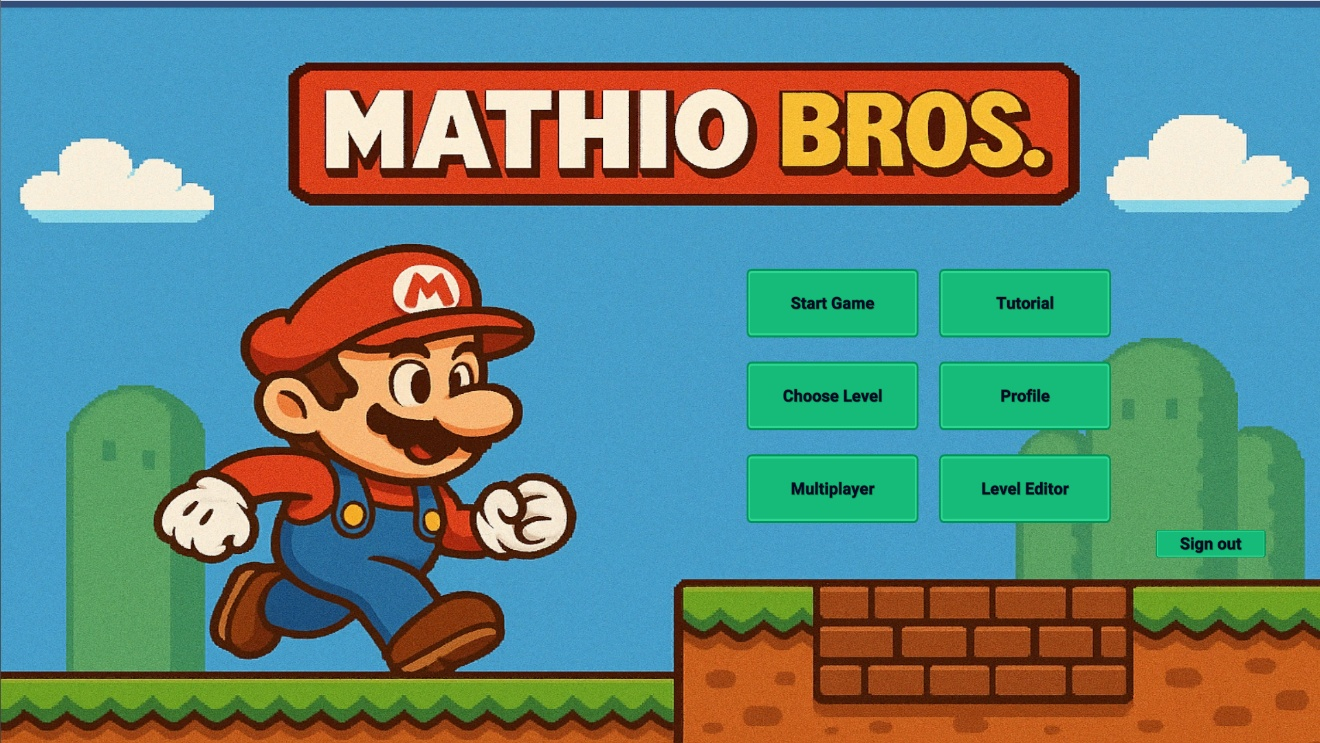 MATHIO BROS.
M
Start Game
Tutorial
Choose Level
Profile
Multiplayer
Level Editor
Sign out